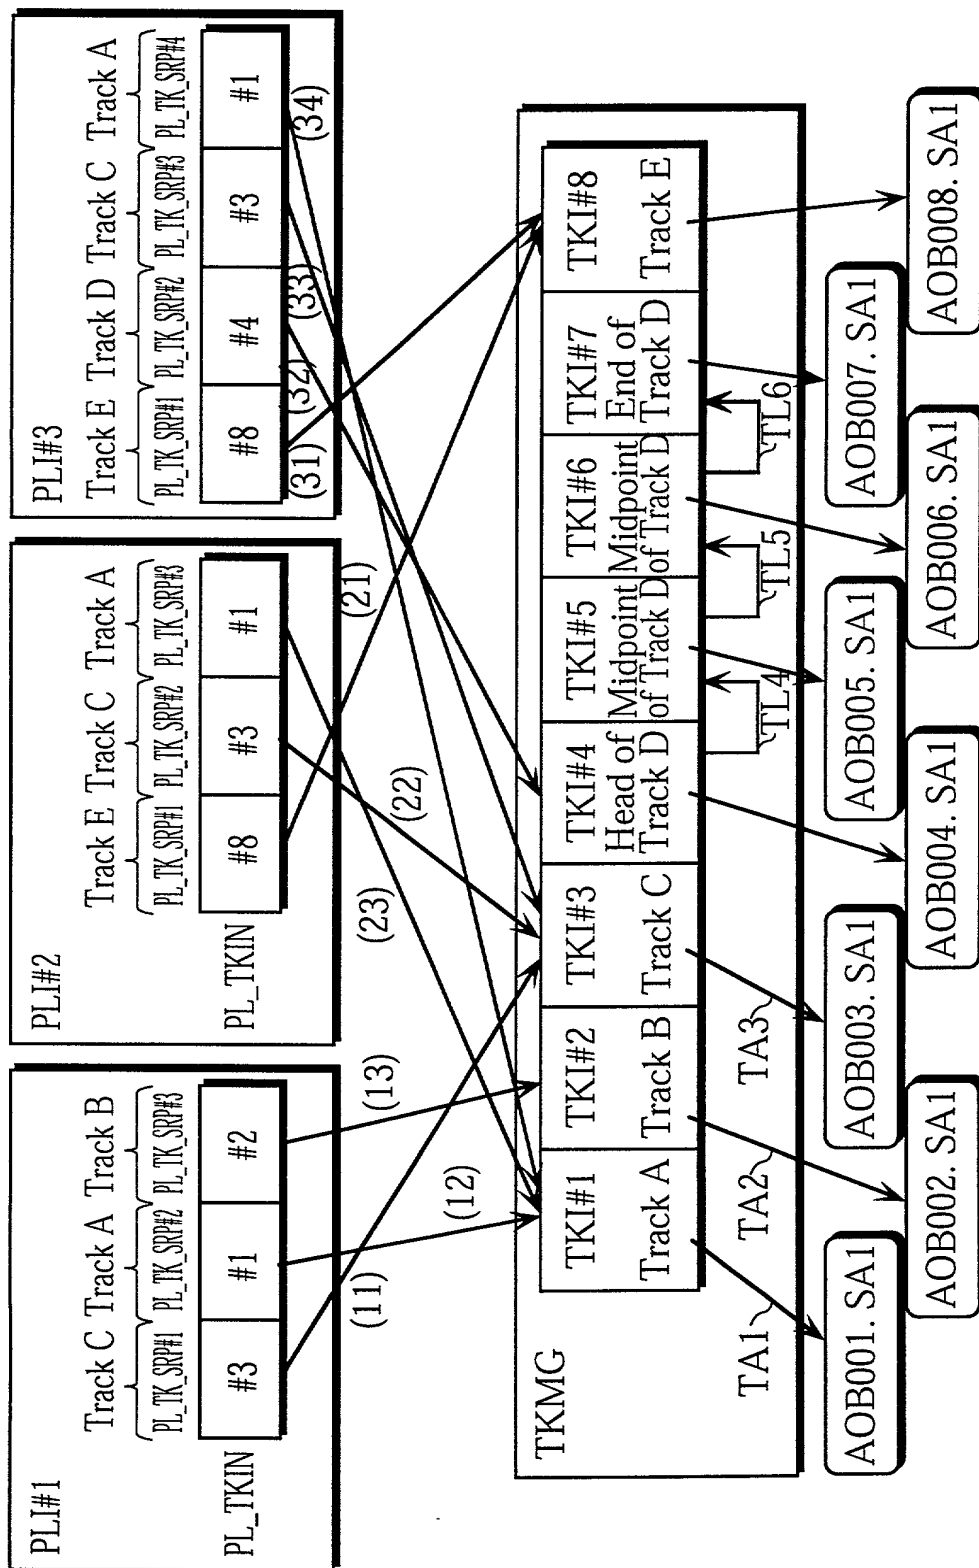 PLI#1
Track C Track A Track B
PL_TK_SRP#1 PL_TK_SRP#2 PL_TK_SRP#3
PL_TKIN
#3 #1 #2
PLI#2
Track E Track C Track A
PL_TK_SRP#1 PL_TK_SRP#2 PL_TK_SRP#3
PL_TKIN
#8 #3 #1
PLI#3
Track E Track D Track C Track A
PL_TK_SRP#1 PL_TK_SRP#2 PL_TK_SRP#3 PL_TK_SRP#4
#8 #4 #3 #1
(11)
(12)
(13)
(23)
(22)
(21)
(31)
(32)
(33)
(34)
TKMG
TKI#1
Track A
TKI#2
Track B
TKI#3
Track C
TKI#4
Head of
Track D
TKI#5
Midpoint
of Track D
TKI#6
Midpoint
of Track D
TKI#7
End of
Track D
TKI#8
Track E
TA1
TA2
TA3
TL4
TL5
TL6
AOB001. SA1
AOB002. SA1
AOB003. SA1
AOB004. SA1
AOB005. SA1
AOB006. SA1
AOB007. SA1
AOB008. SA1